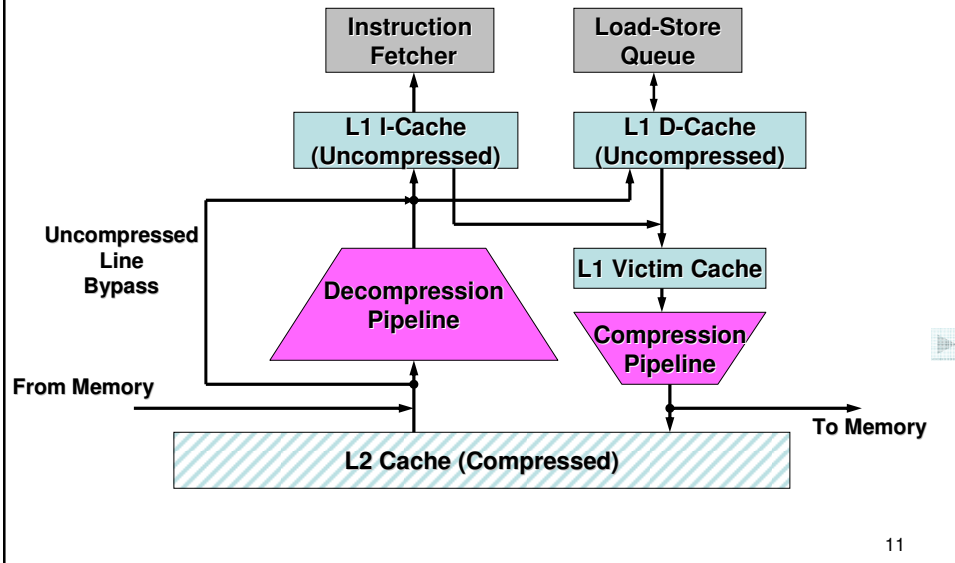 Instruction
Fetcher
Load-Store
Queue
L1 I-Cache
(Uncompressed)
L1 D-Cache
(Uncompressed)
Uncompressed
Line
Bypass
L1 Victim Cache
Decompression
Pipeline
Compression
Pipeline
From Memory
To Memory
L2 Cache (Compressed)
11